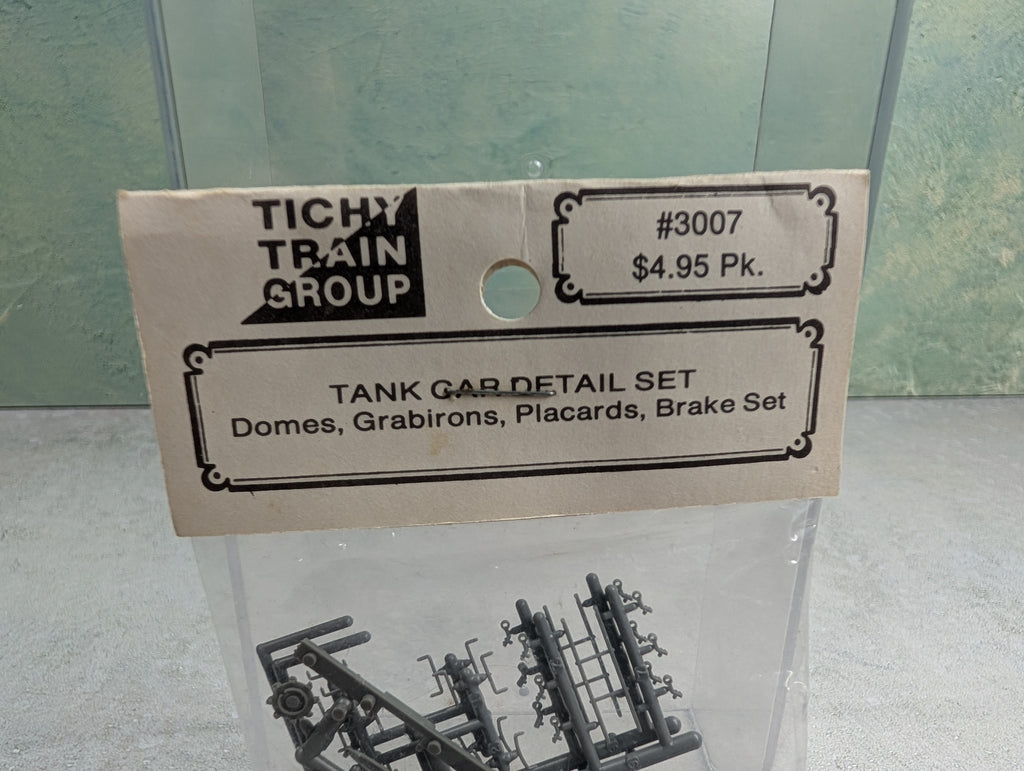 TICHY
TRAIN
GROUP
#3007
$4.95 Pk.
TANK CAR DETAIL SET
Domes, Grabirons, Placards, Brake Set